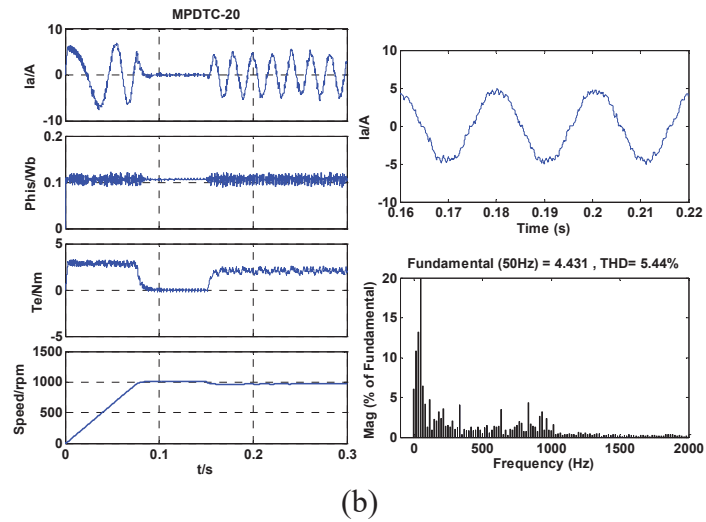 MPDTC-20
10
0
-10
Ia/A
0.2
0.1
0
Phis/Wb
5
0
-5
Te/Nm
1500
1000
500
0
Speed/rpm
0 0.1 0.2 0.3
t/s
10
5
0
-5
-10
Ia/A
0.16 0.17 0.18 0.19 0.2 0.21 0.22
Time (s)
Fundamental (50Hz) = 4.431 , THD= 5.44%
20
15
10
5
0
Mag (% of Fundamental)
0 500 1000 1500 2000
Frequency (Hz)
(b)